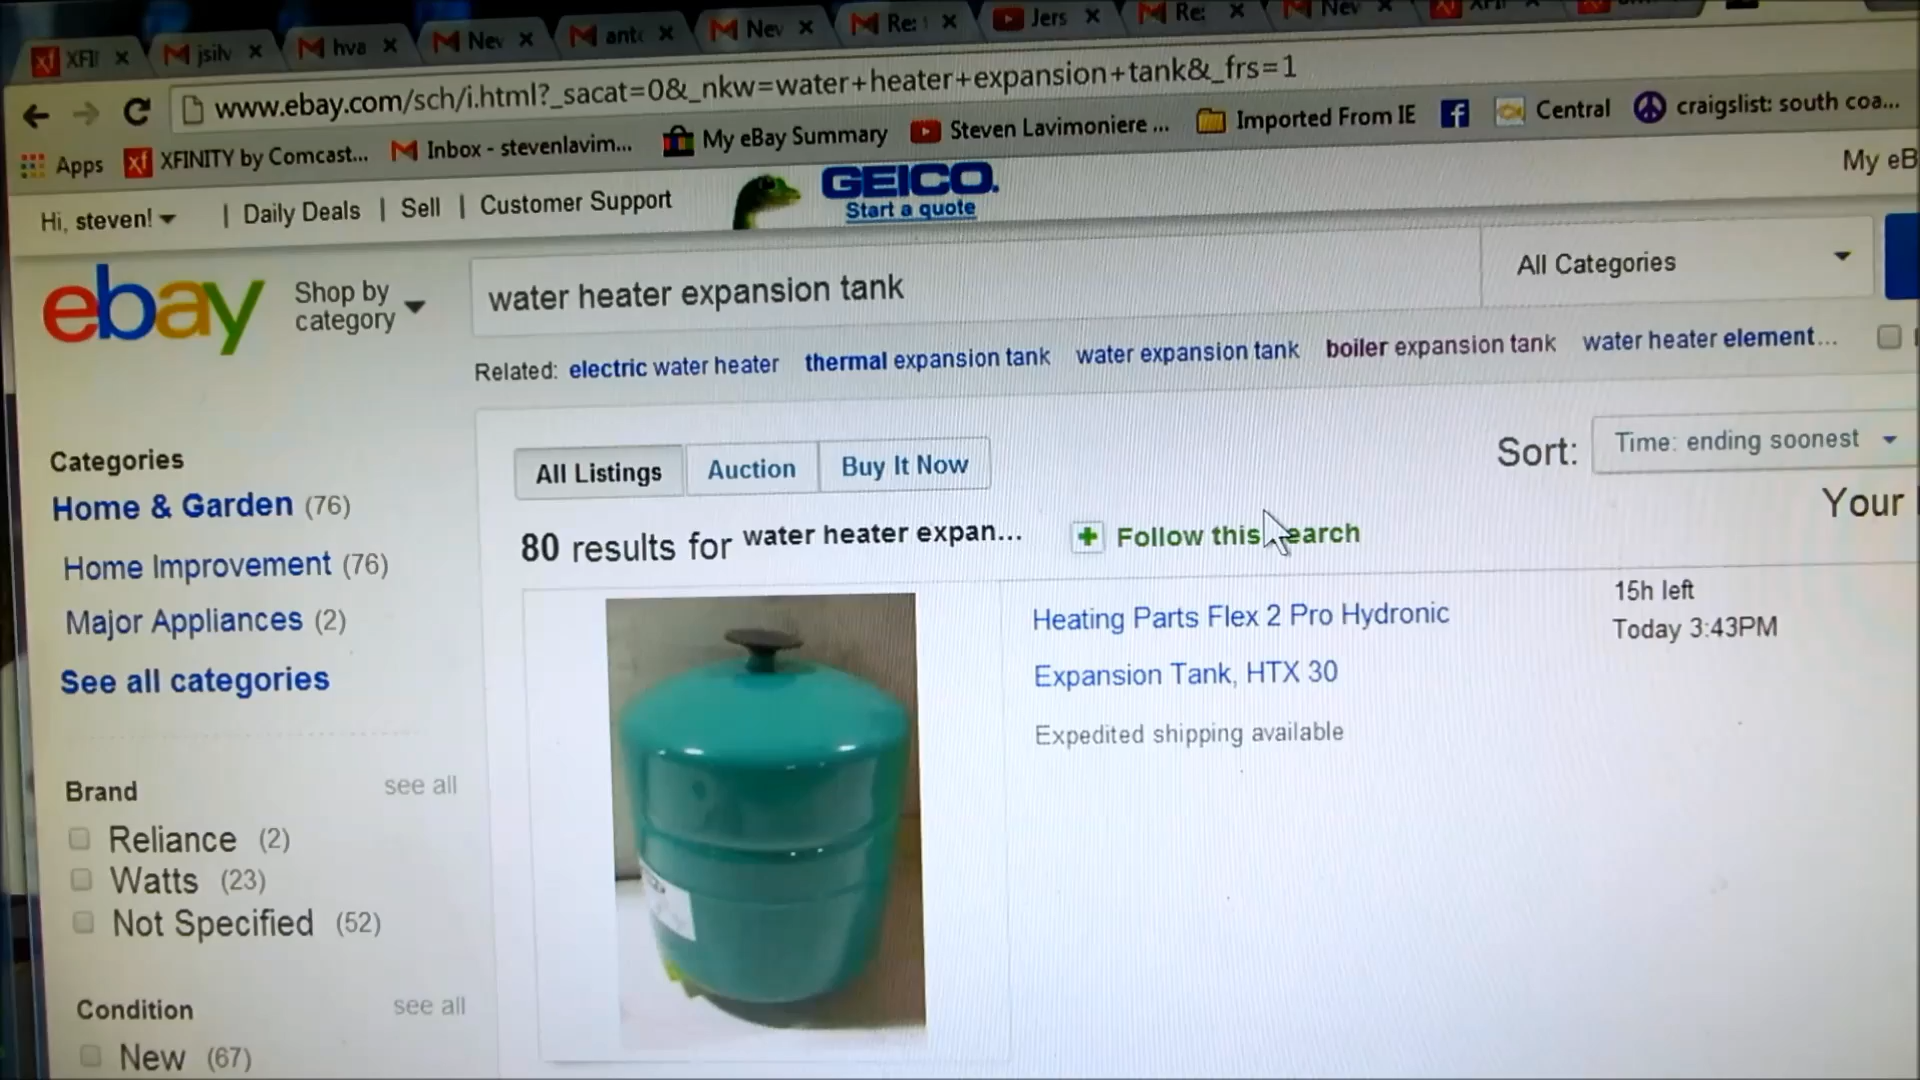 XFI
jsilv
hva
Nev
ant
Nev
Re:
Jers
Re:
Nev
www.ebay.com/sch/i.html?_sacat=0&_nkw=water+heater+expansion+tank&_frs=1
Apps
XFINITY by Comcast...
Inbox - stevenlavim...
My eBay Summary
Steven Lavimoniere ...
Imported From IE
Central
craigslist: south coa...
Hi, steven!
| Daily Deals | Sell | Customer Support
GEICO.
Start a quote
My eB
ebay
Shop by
category
water heater expansion tank
All Categories
Related: electric water heater thermal expansion tank water expansion tank boiler expansion tank water heater element...
Categories
Home & Garden (76)
Home Improvement (76)
Major Appliances (2)
See all categories
Brand see all
Reliance (2)
Watts (23)
Not Specified (52)
Condition see all
New (67)
All Listings
Auction
Buy It Now
Sort: Time: ending soonest
Your
80 results for water heater expan...
Follow this search
Heating Parts Flex 2 Pro Hydronic
Expansion Tank, HTX 30
Expedited shipping available
15h left
Today 3:43PM